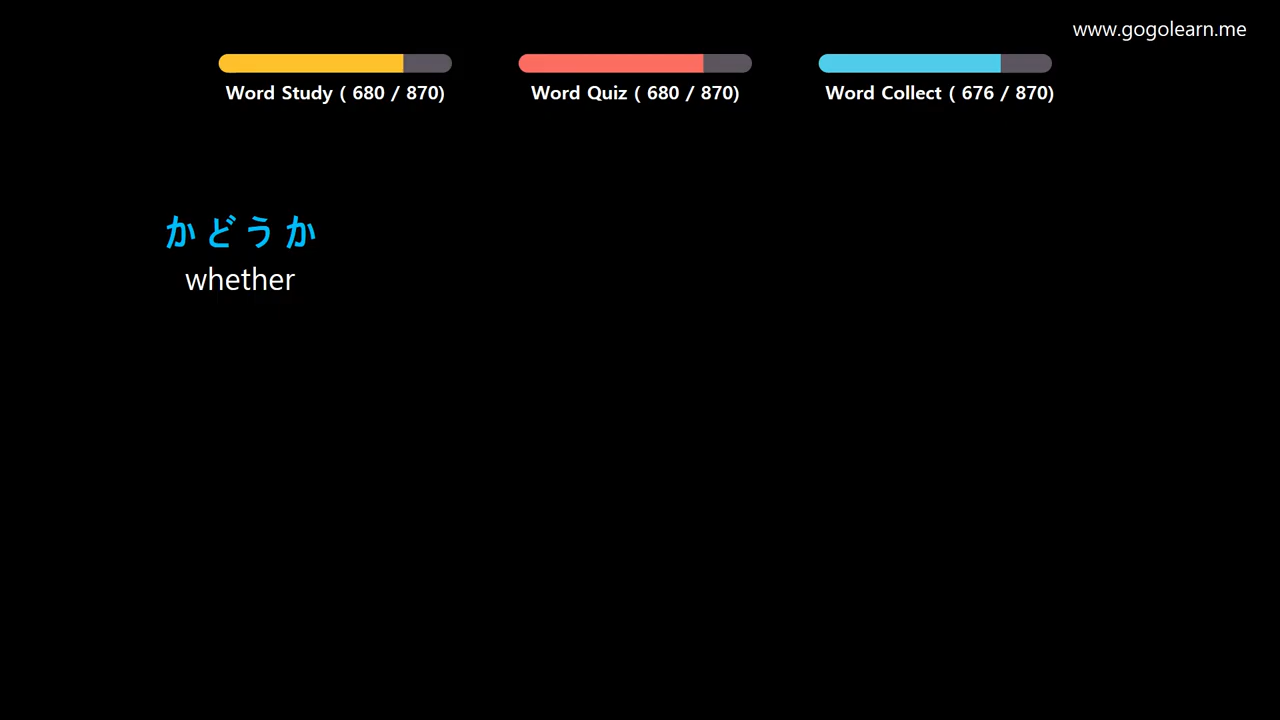 www.gogolearn.me
Word Study ( 680 / 870)
Word Quiz ( 680 / 870)
Word Collect ( 676 / 870)
かどうか
whether